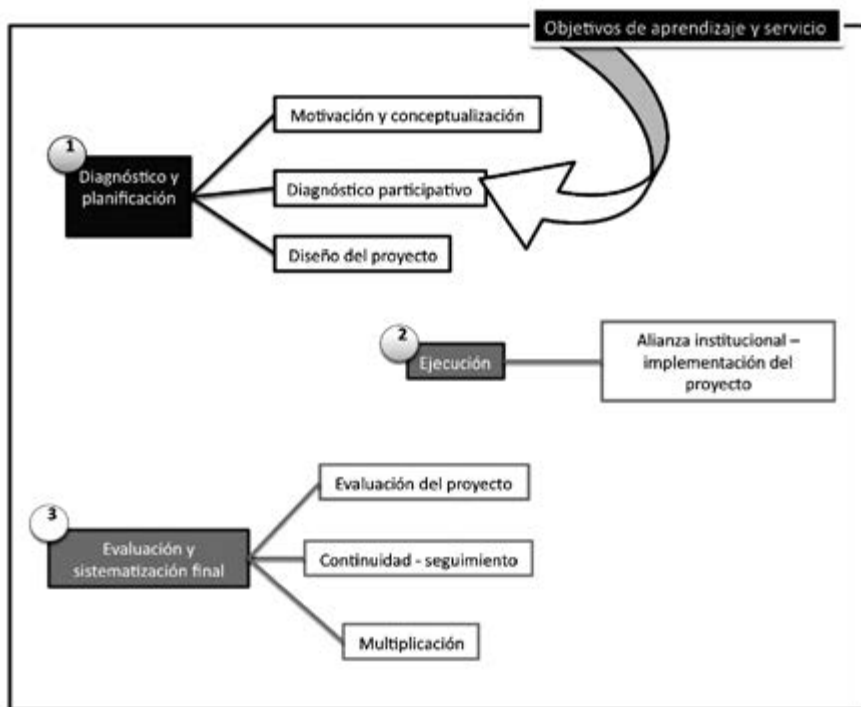 Objetivos de aprendizaje y servicio
Motivación y conceptualización
1
Diagnóstico y
planificación
Diagnóstico participativo
Diseño del proyecto
2
Ejecución
Alianza institucional –
implementación del
proyecto
Evaluación del proyecto
3
Evaluación y
sistematización final
Continuidad - seguimiento
Multiplicación